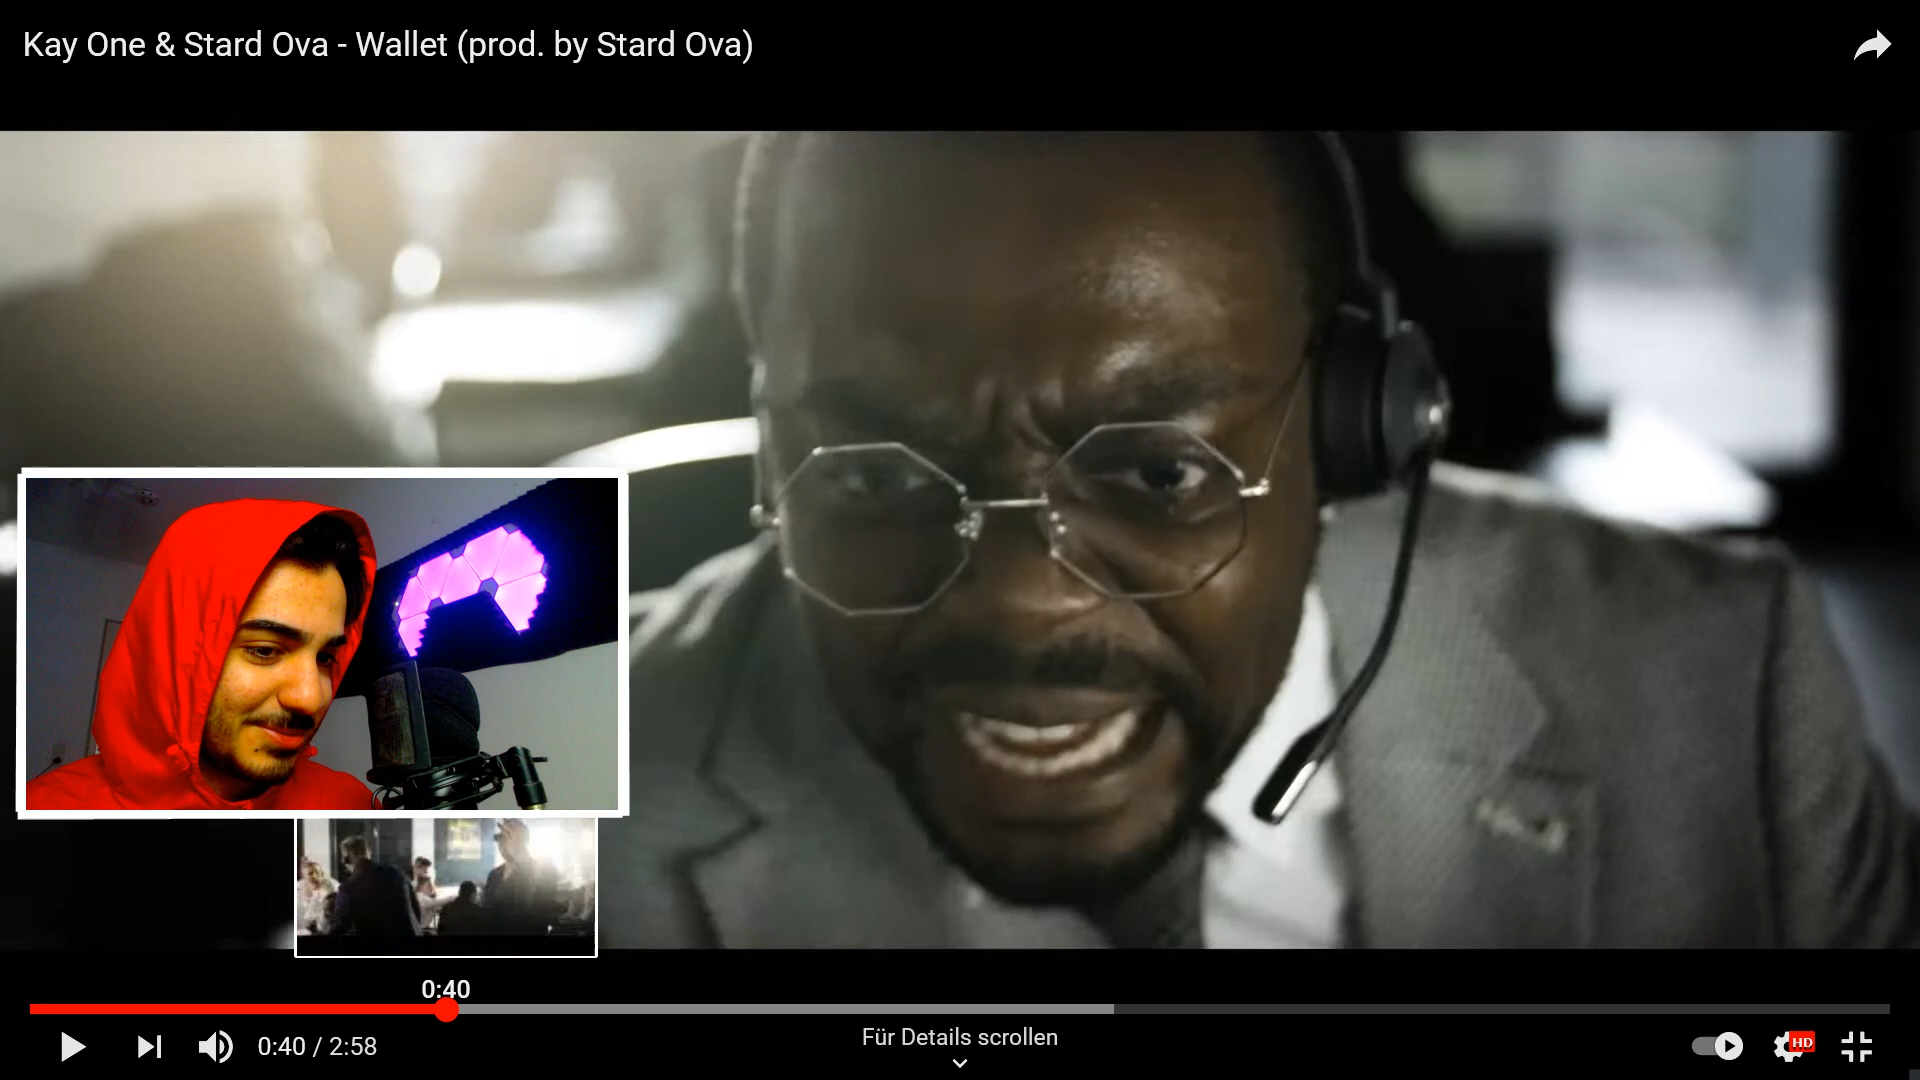 Kay One & Stard Ova - Wallet (prod. by Stard Ova)
0:40
0:40 / 2:58
Für Details scrollen
HD